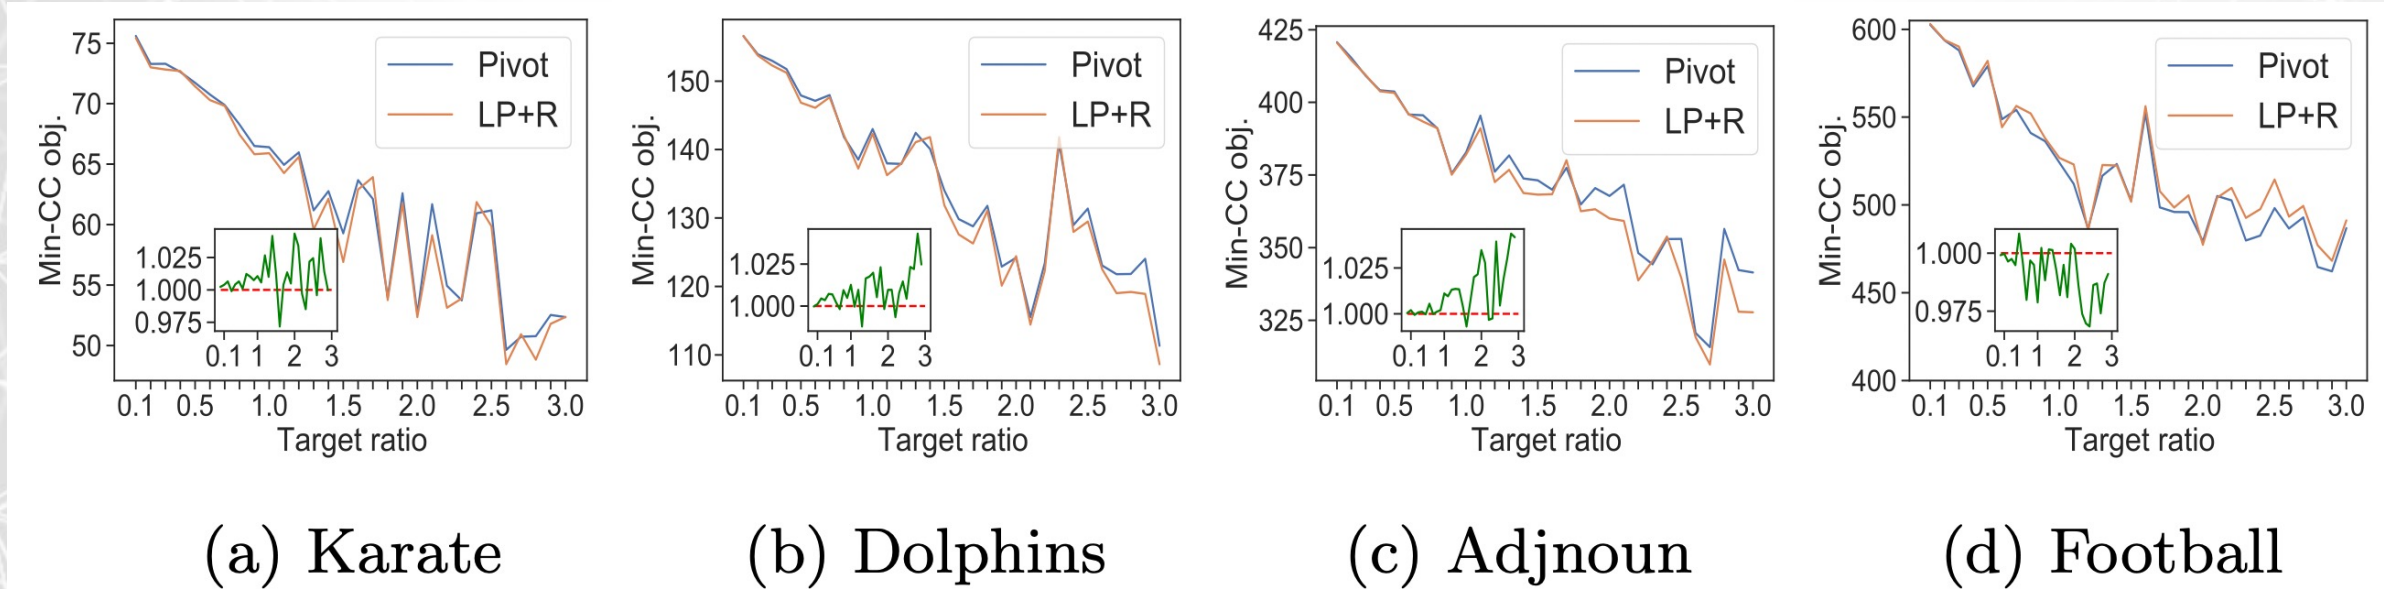 75
70
65
60
55
50
Min-CC obj.
Pivot
LP+R
1.025
1.000
0.975
0.1 1 2 3
0.1 0.5 1.0 1.5 2.0 2.5 3.0
Target ratio
(a) Karate
150
140
130
120
110
Min-CC obj.
Pivot
LP+R
1.025
1.000
0.1 1 2 3
0.1 0.5 1.0 1.5 2.0 2.5 3.0
Target ratio
(b) Dolphins
425
400
375
350
325
Min-CC obj.
Pivot
LP+R
1.025
1.000
0.1 1 2 3
0.1 0.5 1.0 1.5 2.0 2.5 3.0
Target ratio
(c) Adjnoun
600
550
500
450
400
Min-CC obj.
Pivot
LP+R
1.000
0.975
0.1 1 2 3
0.1 0.5 1.0 1.5 2.0 2.5 3.0
Target ratio
(d) Football